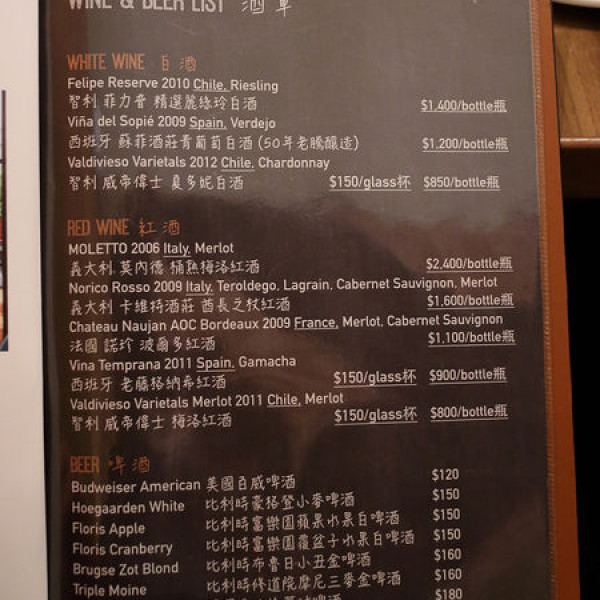 WINE & BEER LIST 酒單
WHITE WINE 白酒
Felipe Reserve 2010 Chile. Riesling
智利 菲力普 精選麗絲玲白酒 $1,400/bottle瓶
Viña del Sopié 2009 Spain. Verdejo
西班牙 蘇菲酒莊青葡萄白酒 (50年老騰釀造) $1,200/bottle瓶
Valdivieso Varietals 2012 Chile. Chardonnay
智利 威帝偉士 夏多妮白酒 $150/glass杯 $850/bottle瓶
RED WINE 紅酒
MOLETTO 2006 Italy. Merlot
義大利 莫內德 桶熟梅洛紅酒 $2,400/bottle瓶
Norico Rosso 2009 Italy. Teroldego, Lagrain, Cabernet Sauvignon, Merlot
義大利 卡維特酒莊 酋長之杖紅酒 $1,600/bottle瓶
Chateau Naujan AOC Bordeaux 2009 France. Merlot, Cabernet Sauvignon
法國 諾珍 波爾多紅酒 $1,100/bottle瓶
Vina Temprana 2011 Spain. Gamacha
西班牙 老藤格納希紅酒 $150/glass杯 $900/bottle瓶
Valdivieso Varietals Merlot 2011 Chile. Merlot
智利 威帝偉士 梅洛紅酒 $150/glass杯 $800/bottle瓶
BEER 啤酒
Budweiser American 美國百威啤酒 $120
Hoegaarden White 比利時豪格登小麥啤酒 $150
Floris Apple 比利時富樂園蘋果水果白啤酒 $150
Floris Cranberry 比利時富樂園覆盆子水果白啤酒 $150
Brugse Zot Blond 比利時布魯日小丑金啤酒 $160
Triple Moine 比利時修道院摩尼三麥金啤酒 $160
$180